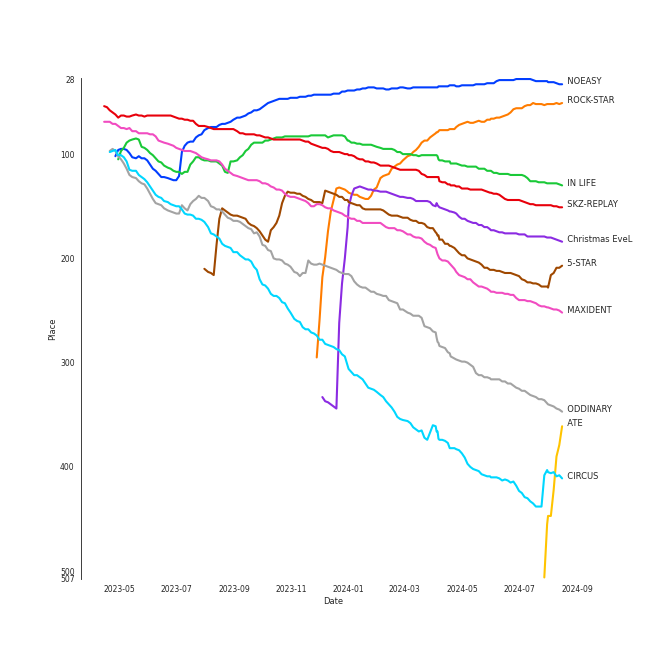 28
100
200
300
400
500
507
Place
2023-05
2023-07
2023-09
2023-11
2024-01
2024-03
2024-05
2024-07
2024-09
Date
NOEASY
ROCK-STAR
IN LIFE
SKZ-REPLAY
Christmas EveL
5-STAR
MAXIDENT
ODDINARY
ATE
CIRCUS